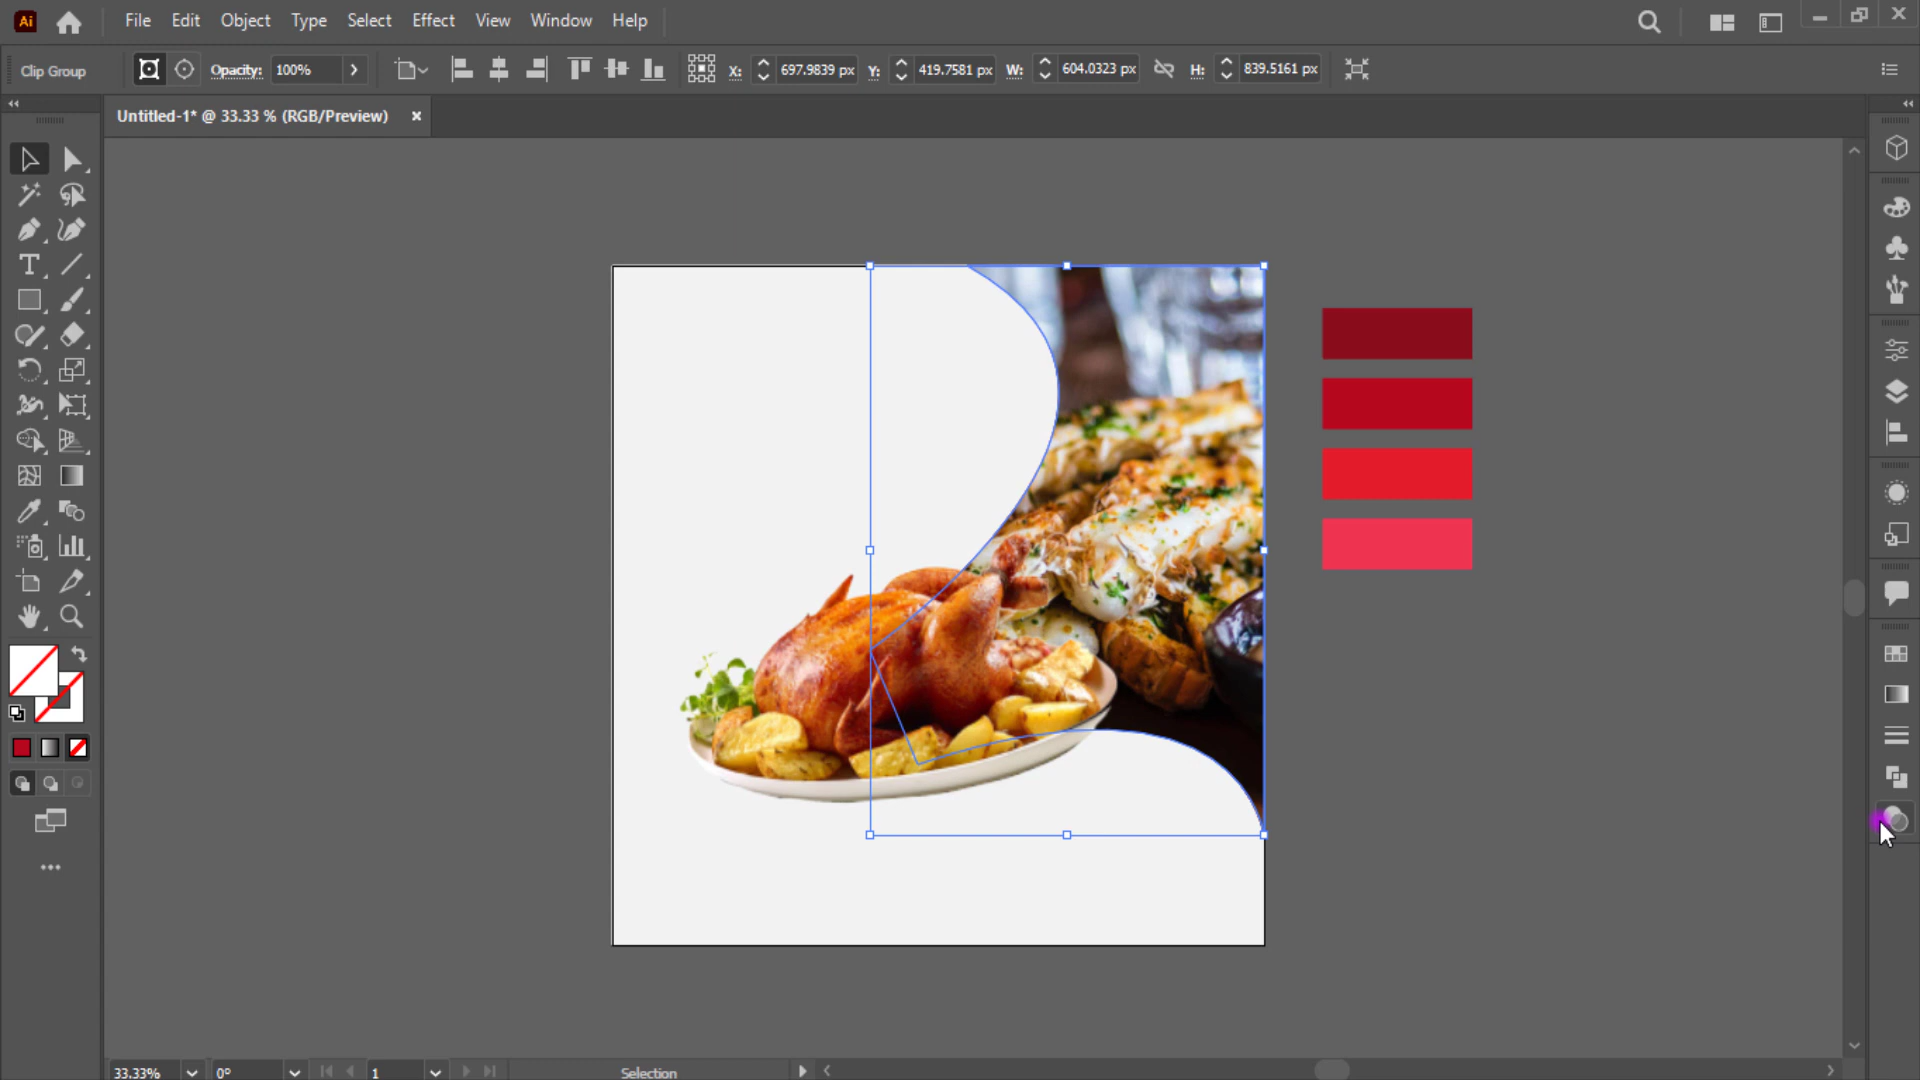 Ai File Edit Object Type Select Effect View Window Help
Clip Group Opacity: 100% X: 697.9839 px Y: 419.7581 px W: 604.0323 px H: 839.5161 px
Untitled-1* @ 33.33 % (RGB/Preview) ×
33.33% 0° 1 Selection